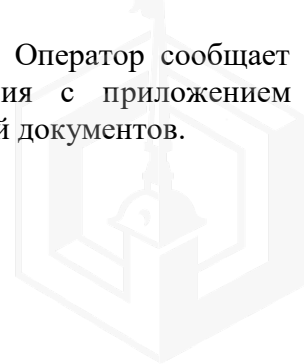 Оператор сообщает
ия с приложением
й документов.